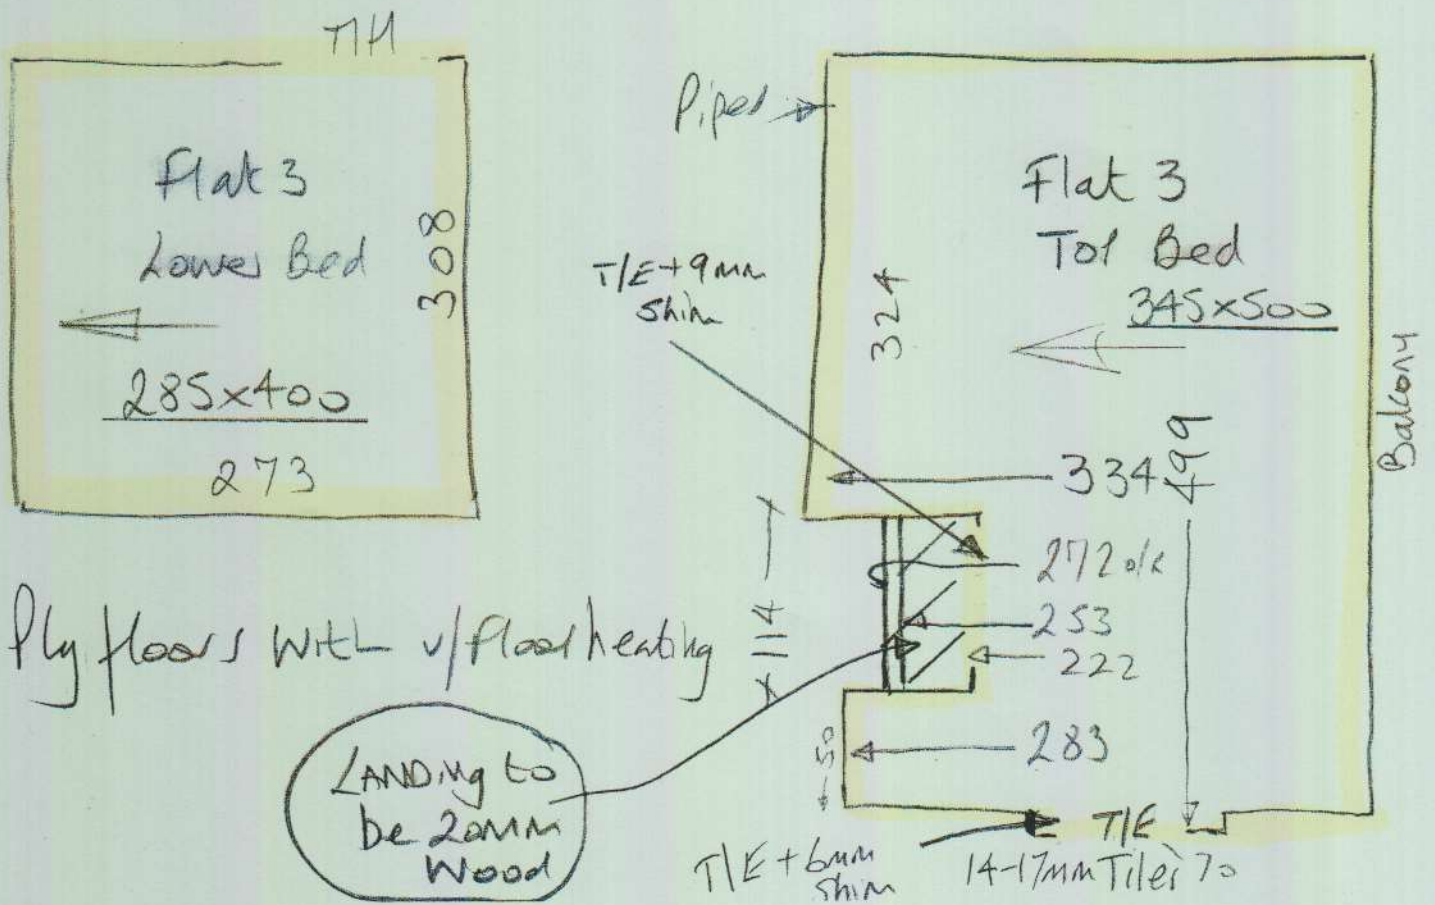 Flat 3
Lower Bed
308
285x400
273
Pipes
Flat 3
Top Bed
345x500
T/E+9mm
Shim
324
Balcony
334
499
272 o/a
253
222
283
114
50
Ply floors with u/floor heating
LANDing to
be 20mm
Wood
T/E+6mm
Shim
T/E
14-17mm Tiles 70